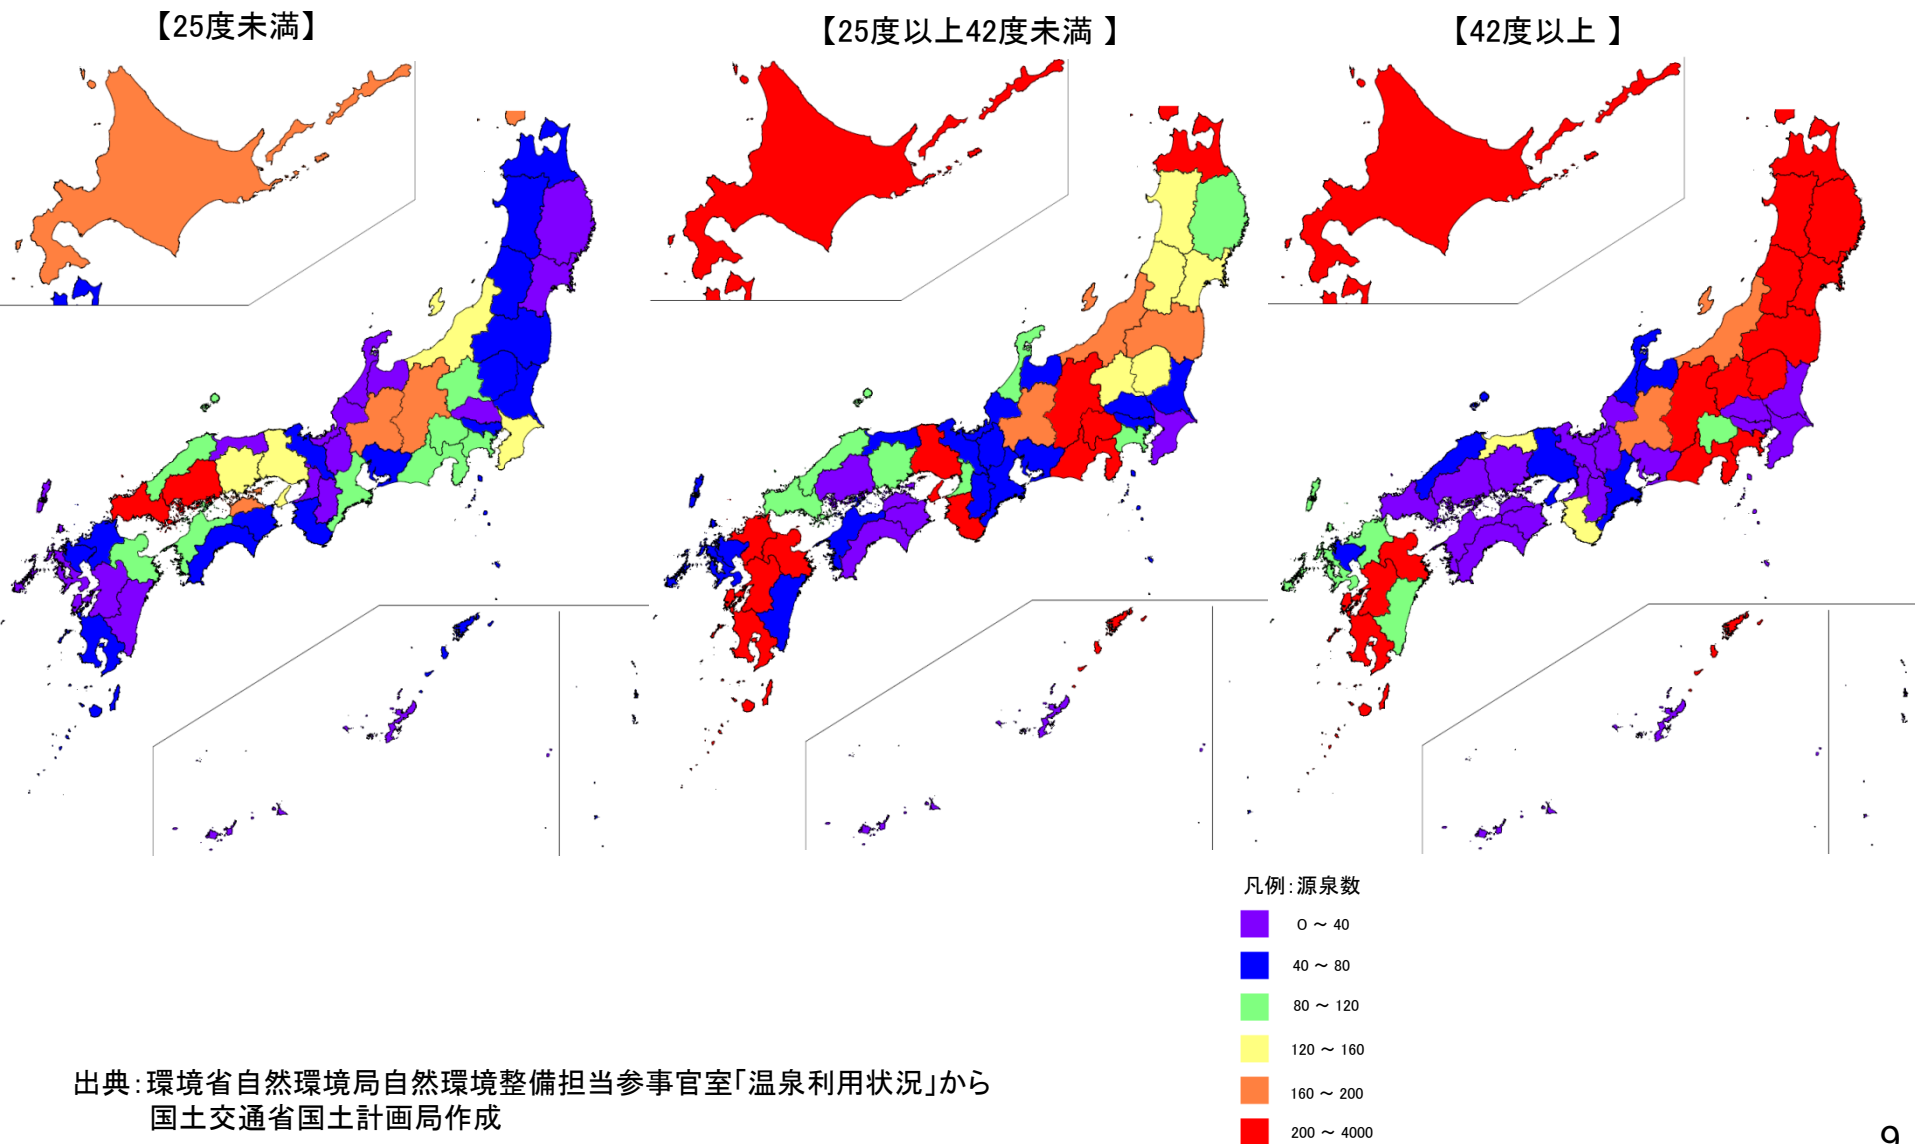 【25度未満】
【25度以上42度未満 】
【42度以上 】
凡例：源泉数
0 ～ 40
40 ～ 80
80 ～ 120
120 ～ 160
160 ～ 200
200 ～ 4000
出典：環境省自然環境局自然環境整備担当参事官室「温泉利用状況」から
国土交通省国土計画局作成
9